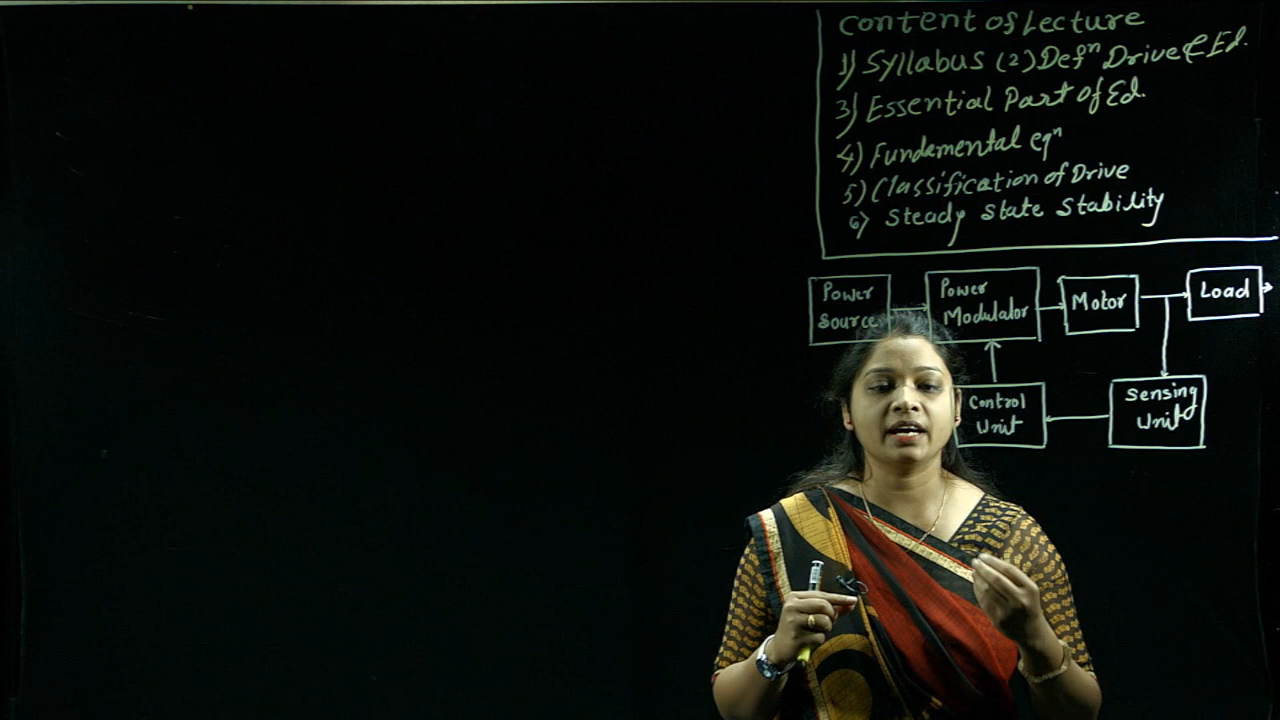 Content of Lecture
1) Syllabus (2) Defⁿ Drive & Ed.
3) Essential Part of Ed.
4) Fundamental eqⁿ
5) Classification of Drive
6) Steady State Stability
Power
Source
Power
Modulator
Motor
Load
Control
Unit
Sensing
Unit